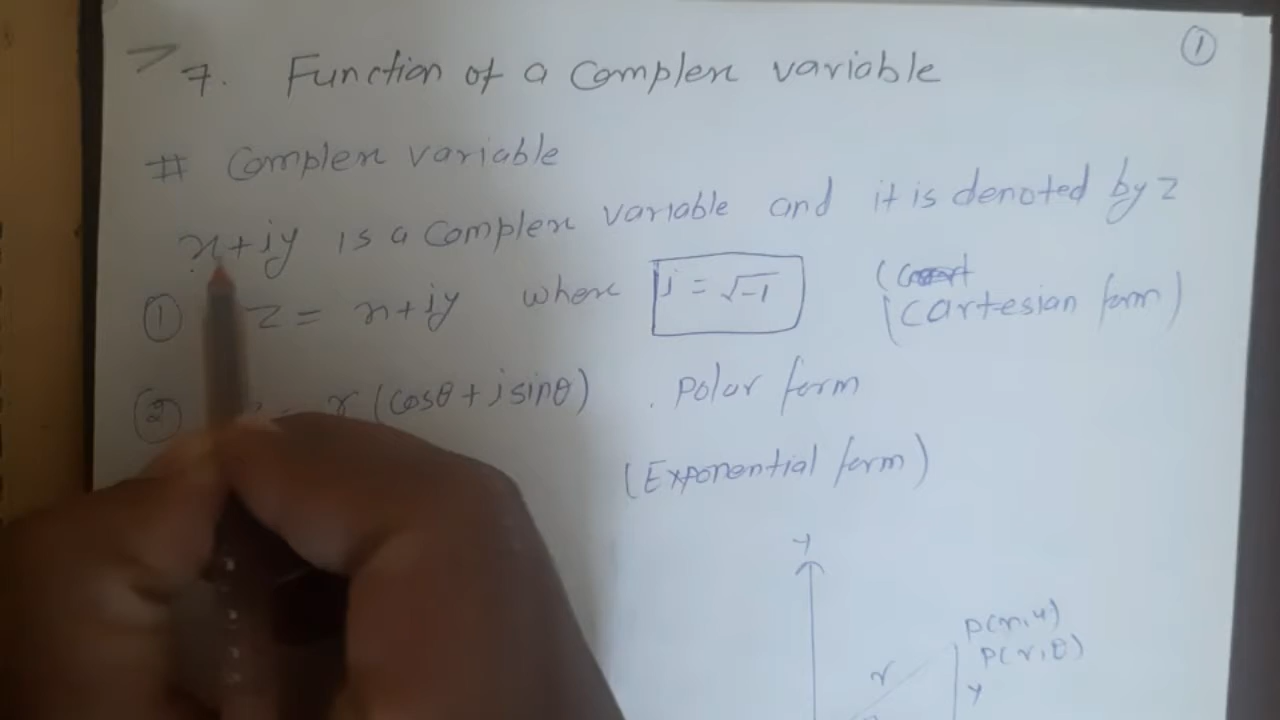 ①
7. Function of a Complex variable
# Complex variable
x+iy is a Complex variable and it is denoted by z
① z = x+iy where i = √-1 (Cartesian form)
② r (cosθ + i sinθ) . Polar form
(Exponential form)
y
P(x,y)
P(r,θ)
r
y